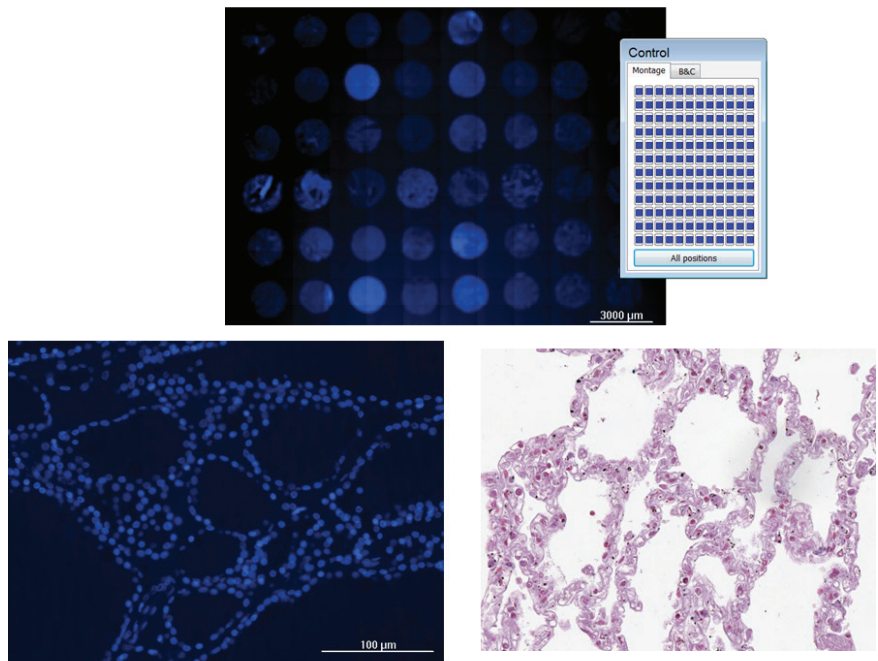 Control
Montage
B&C
All positions
3000 µm
100 µm